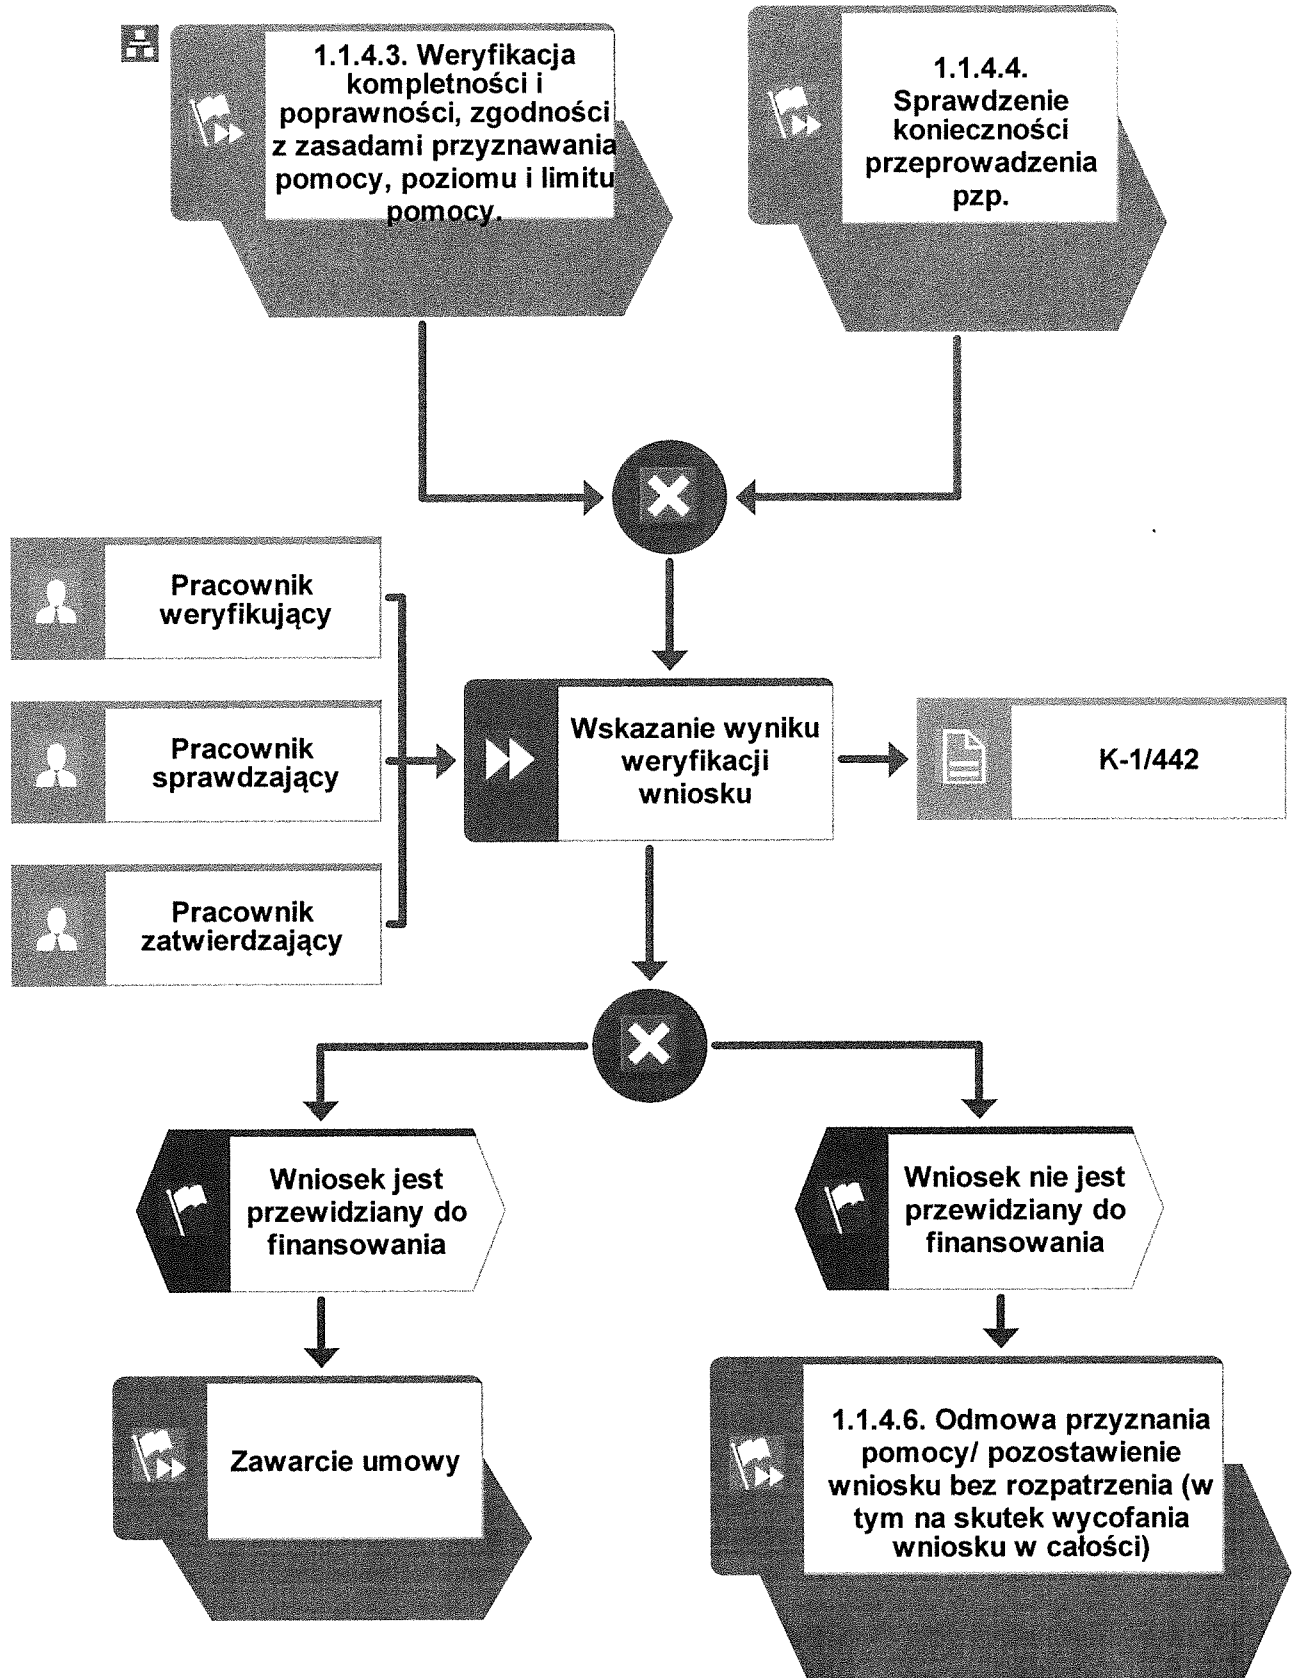 1.1.4.3. Weryfikacja
kompletności i
poprawności, zgodności
z zasadami przyznawania
pomocy, poziomu i limitu
pomocy.
1.1.4.4.
Sprawdzenie
konieczności
przeprowadzenia
pzp.
Pracownik
weryfikujący
Pracownik
sprawdzający
Pracownik
zatwierdzający
Wskazanie wyniku
weryfikacji
wniosku
K-1/442
Wniosek jest
przewidziany do
finansowania
Wniosek nie jest
przewidziany do
finansowania
Zawarcie umowy
1.1.4.6. Odmowa przyznania
pomocy/ pozostawienie
wniosku bez rozpatrzenia (w
tym na skutek wycofania
wniosku w całości)